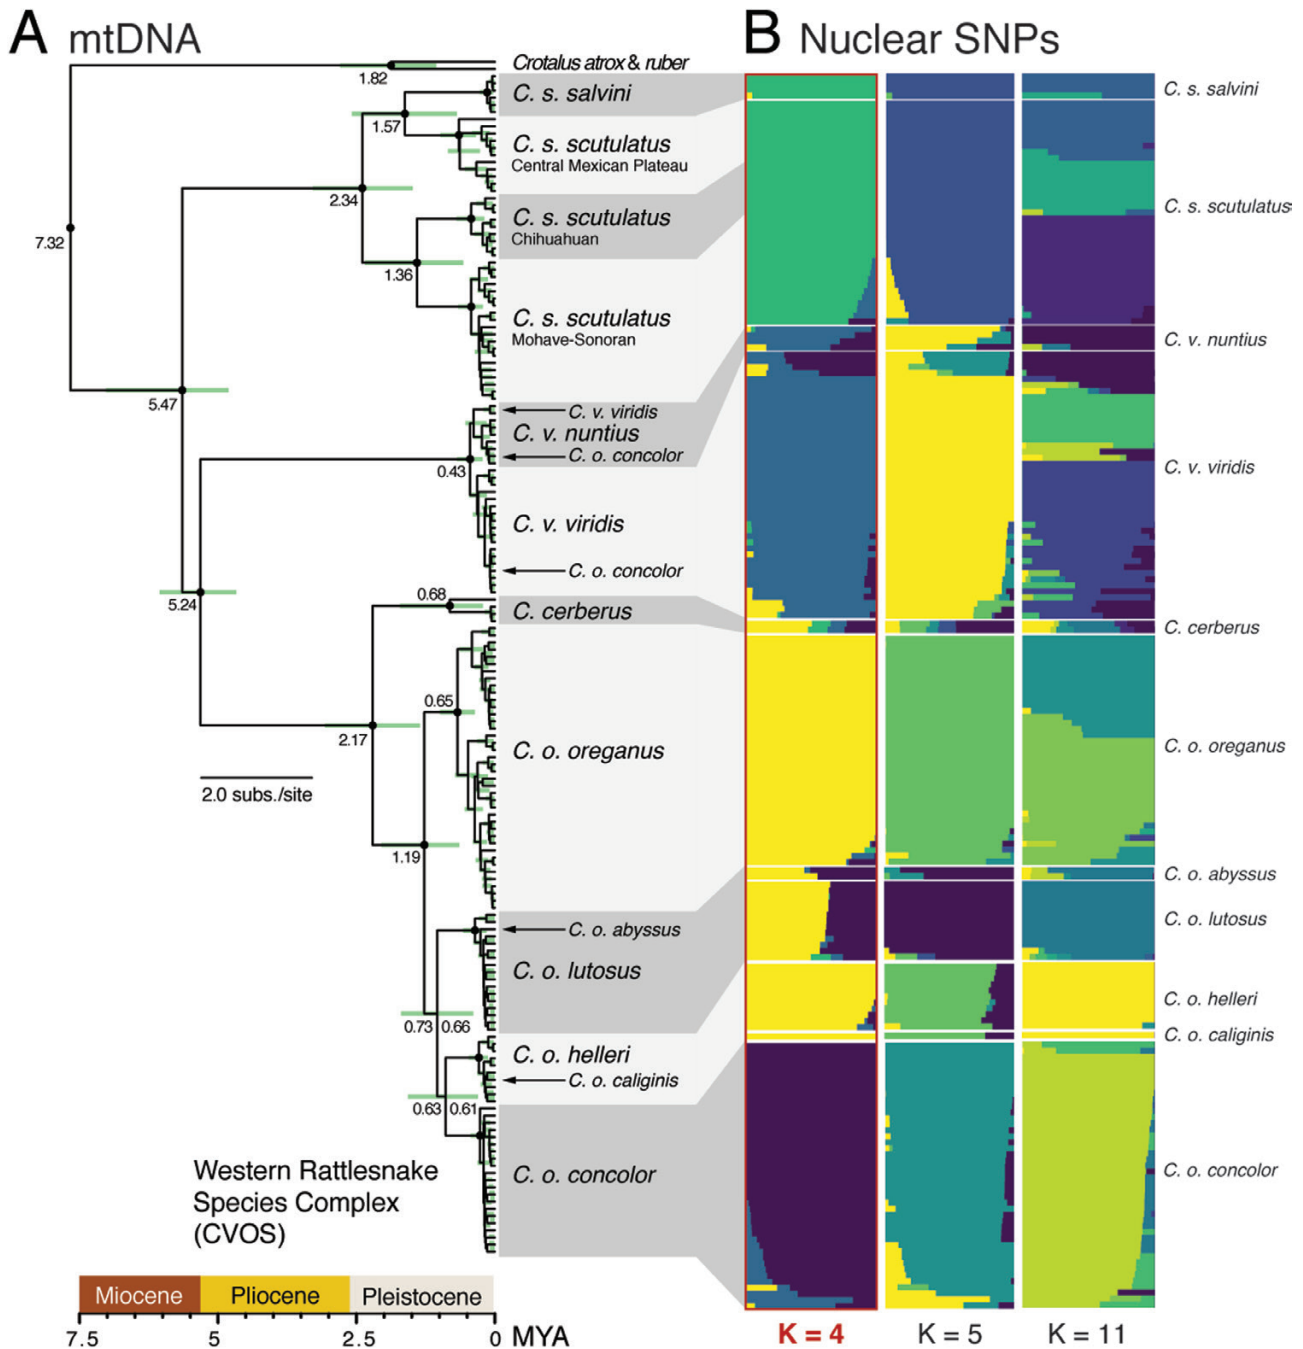 A mtDNA
B Nuclear SNPs
Crotalus atrox & ruber
1.82
C. s. salvini
1.57
C. s. scutulatus
Central Mexican Plateau
2.34
C. s. scutulatus
Chihuahuan
7.32
1.36
C. s. scutulatus
Mohave-Sonoran
5.47
C. v. viridis
C. v. nuntius
C. o. concolor
0.43
C. v. viridis
C. o. concolor
5.24
0.68
C. cerberus
0.65
2.17
C. o. oreganus
2.0 subs./site
1.19
C. o. abyssus
C. o. lutosus
0.73 0.66
C. o. helleri
C. o. caliginis
0.63 0.61
C. o. concolor
Western Rattlesnake
Species Complex
(CVOS)
Miocene Pliocene Pleistocene
7.5 5 2.5 0 MYA
C. s. salvini
C. s. scutulatus
C. v. nuntius
C. v. viridis
C. cerberus
C. o. oreganus
C. o. abyssus
C. o. lutosus
C. o. helleri
C. o. caliginis
C. o. concolor
K = 4 K = 5 K = 11